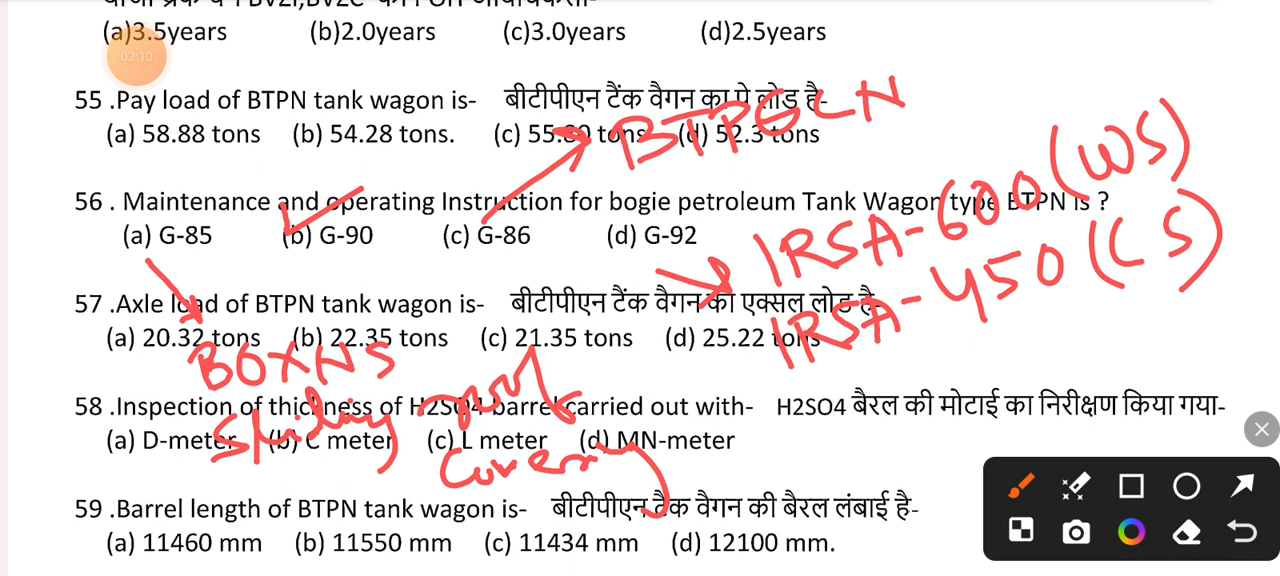 (a)3.5years (b)2.0years (c)3.0years (d)2.5years
02:10
55 .Pay load of BTPN tank wagon is- बीटीपीएन टैंक वैगन का पे लोड है-
(a) 58.88 tons (b) 54.28 tons. (c) tons (d) 52.3 tons
BTPGLN
56 . Maintenance and operating Instruction for bogie petroleum Tank Wagon type BTPN is ?
(a) G-85 (b) G-90 (c) G-86 (d) G-92
IRSA-600 (WS)
57 .Axle load of BTPN tank wagon is- बीटीपीएन टैंक वैगन का एक्सल लोड है-
IRSA-450 (CS)
(a) 20.32 tons (b) 22.35 tons (c) 21.35 tons (d) 25.22 tons
BOXNS
58 .Inspection of thickness of H2SO4 barrel carried out with- H2SO4 बैरल की मोटाई का निरीक्षण किया गया-
Sliding roof
(a) D-meter (b) C meter (c) L meter (d) MN-meter
59 .Barrel length of BTPN tank wagon is- बीटीपीएन टैंक वैगन की बैरल लंबाई है-
(a) 11460 mm (b) 11550 mm (c) 11434 mm (d) 12100 mm.